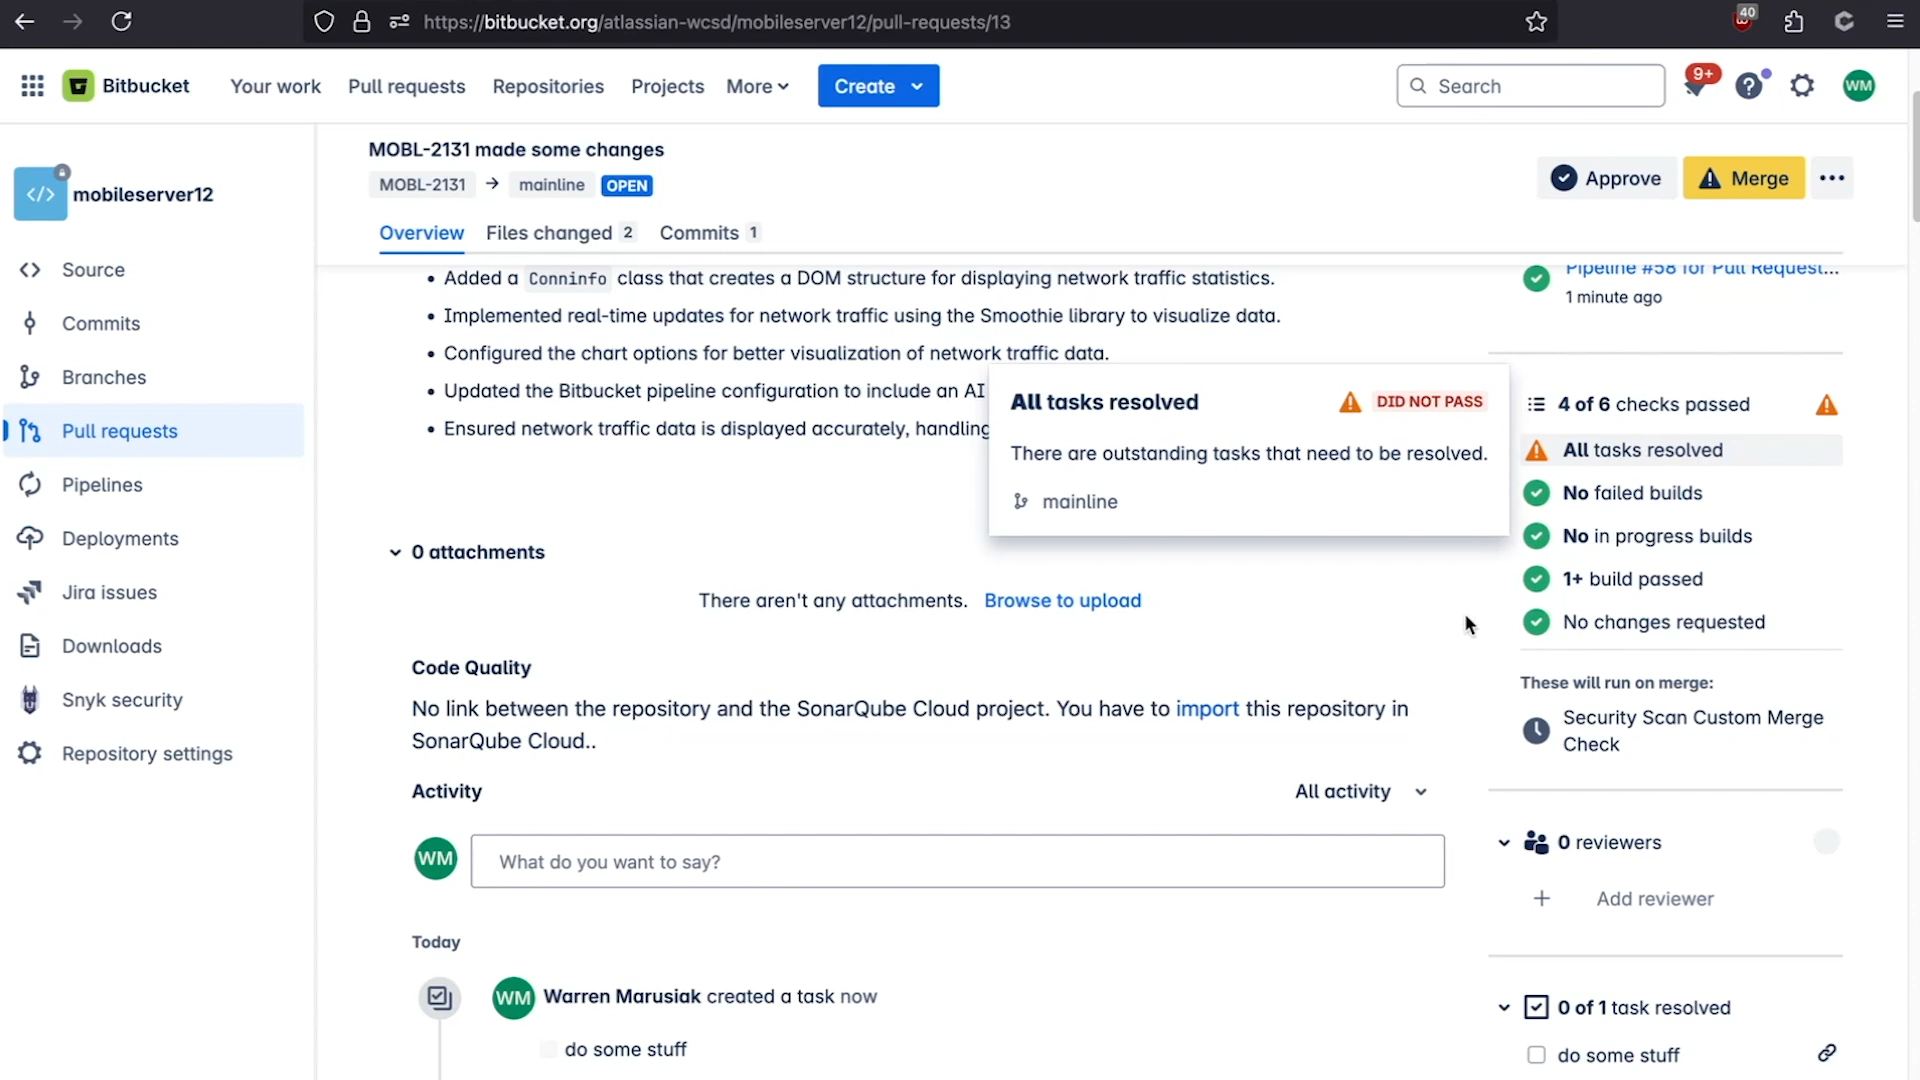 https://bitbucket.org/atlassian-wcsd/mobileserver12/pull-requests/13
40
Bitbucket
Your work
Pull requests
Repositories
Projects
More
Create
Search
9+
WM
mobileserver12
Source
Commits
Branches
Pull requests
Pipelines
Deployments
Jira issues
Downloads
Snyk security
Repository settings
MOBL-2131 made some changes
MOBL-2131 → mainline OPEN
Approve
Merge
Overview
Files changed 2
Commits 1
• Added a Conninfo class that creates a DOM structure for displaying network traffic statistics.
• Implemented real-time updates for network traffic using the Smoothie library to visualize data.
• Configured the chart options for better visualization of network traffic data.
• Updated the Bitbucket pipeline configuration to include an AI
• Ensured network traffic data is displayed accurately, handling
All tasks resolved
DID NOT PASS
There are outstanding tasks that need to be resolved.
mainline
0 attachments
There aren't any attachments. Browse to upload
Code Quality
No link between the repository and the SonarQube Cloud project. You have to import this repository in
SonarQube Cloud..
Activity
All activity
WM
What do you want to say?
Today
WM
Warren Marusiak created a task now
do some stuff
Pipeline #58 for Pull Request...
1 minute ago
4 of 6 checks passed
All tasks resolved
No failed builds
No in progress builds
1+ build passed
No changes requested
These will run on merge:
Security Scan Custom Merge
Check
0 reviewers
+ Add reviewer
0 of 1 task resolved
do some stuff